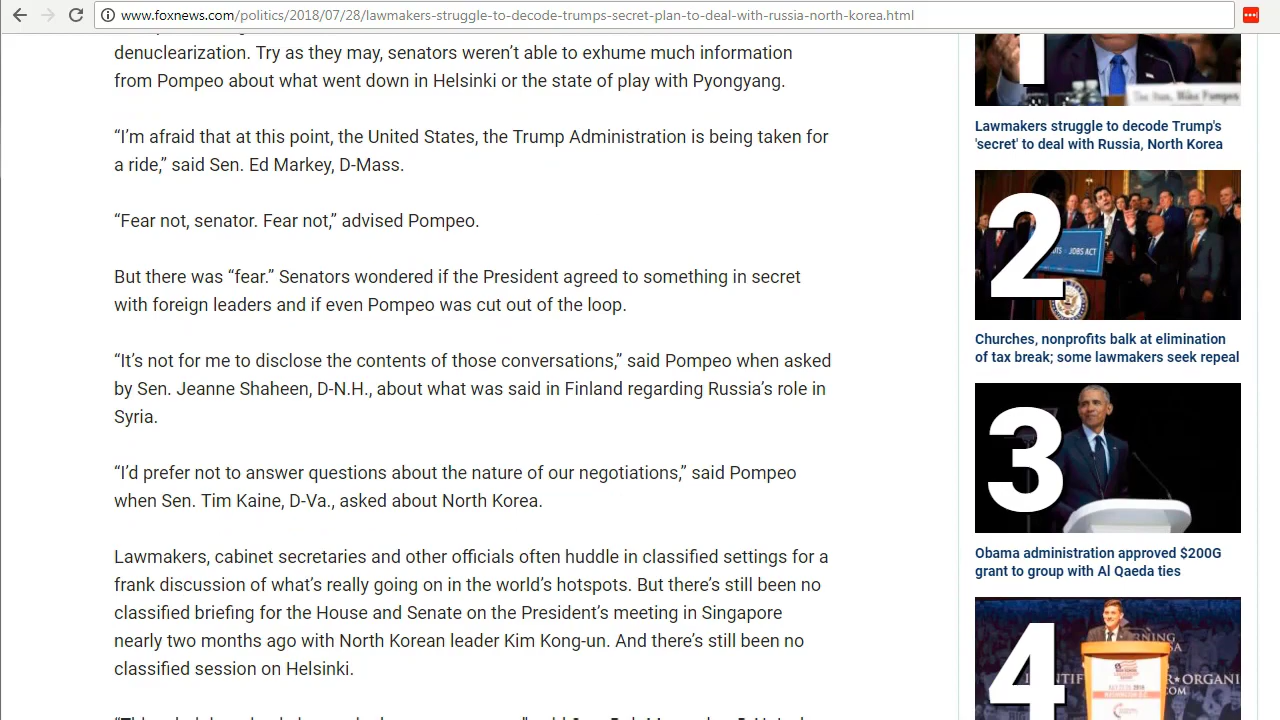 www.foxnews.com/politics/2018/07/28/lawmakers-struggle-to-decode-trumps-secret-plan-to-deal-with-russia-north-korea.html
denuclearization. Try as they may, senators weren’t able to exhume much information
from Pompeo about what went down in Helsinki or the state of play with Pyongyang.
“I’m afraid that at this point, the United States, the Trump Administration is being taken for
a ride,” said Sen. Ed Markey, D-Mass.
“Fear not, senator. Fear not,” advised Pompeo.
But there was “fear.” Senators wondered if the President agreed to something in secret
with foreign leaders and if even Pompeo was cut out of the loop.
“It’s not for me to disclose the contents of those conversations,” said Pompeo when asked
by Sen. Jeanne Shaheen, D-N.H., about what was said in Finland regarding Russia’s role in
Syria.
“I’d prefer not to answer questions about the nature of our negotiations,” said Pompeo
when Sen. Tim Kaine, D-Va., asked about North Korea.
Lawmakers, cabinet secretaries and other officials often huddle in classified settings for a
frank discussion of what’s really going on in the world’s hotspots. But there’s still been no
classified briefing for the House and Senate on the President’s meeting in Singapore
nearly two months ago with North Korean leader Kim Kong-un. And there’s still been no
classified session on Helsinki.
1
The Hon. Mike Pompeo
Lawmakers struggle to decode Trump's
'secret' to deal with Russia, North Korea
2
JOBS ACT
Churches, nonprofits balk at elimination
of tax break; some lawmakers seek repeal
3
Obama administration approved $200G
grant to group with Al Qaeda ties
4